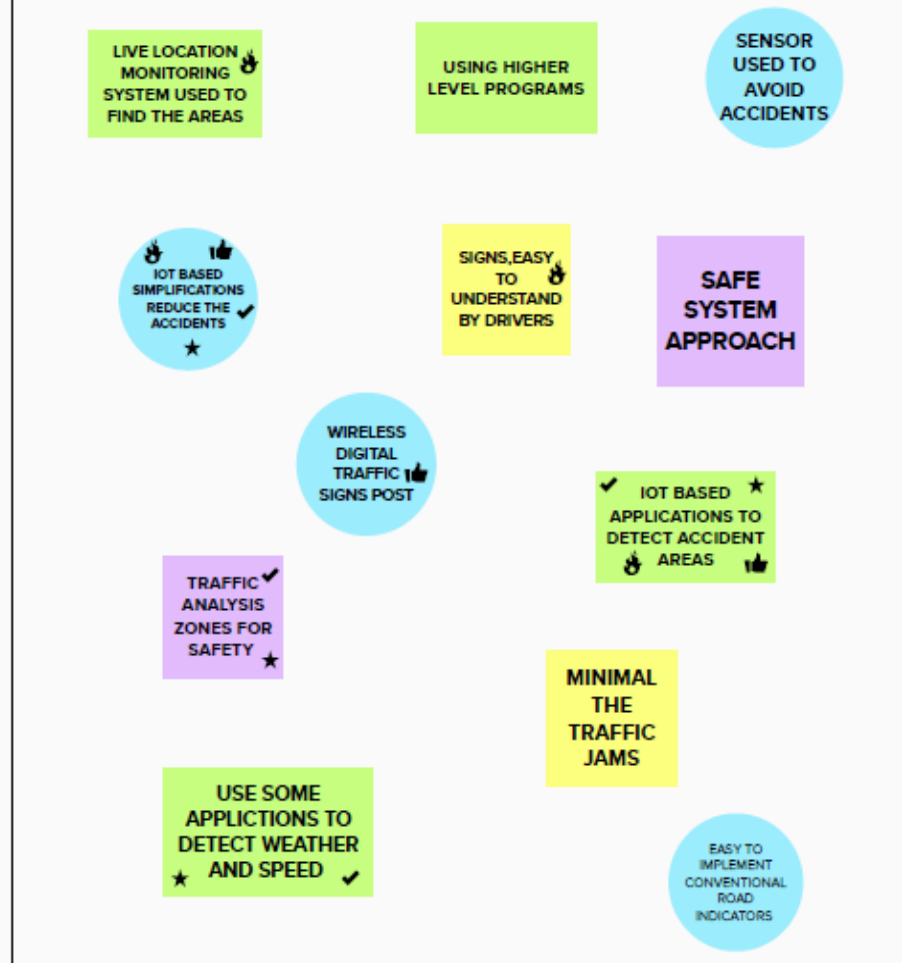 LIVE LOCATION
MONITORING
SYSTEM USED TO
FIND THE AREAS
USING HIGHER
LEVEL PROGRAMS
SENSOR
USED TO
AVOID
ACCIDENTS
IOT BASED
SIMPLIFICATIONS
REDUCE THE
ACCIDENTS
SIGNS,EASY
TO
UNDERSTAND
BY DRIVERS
SAFE
SYSTEM
APPROACH
WIRELESS
DIGITAL
TRAFFIC
SIGNS POST
IOT BASED
APPLICATIONS TO
DETECT ACCIDENT
AREAS
TRAFFIC
ANALYSIS
ZONES FOR
SAFETY
MINIMAL
THE
TRAFFIC
JAMS
USE SOME
APPLICTIONS TO
DETECT WEATHER
AND SPEED
EASY TO
IMPLEMENT
CONVENTIONAL
ROAD
INDICATORS